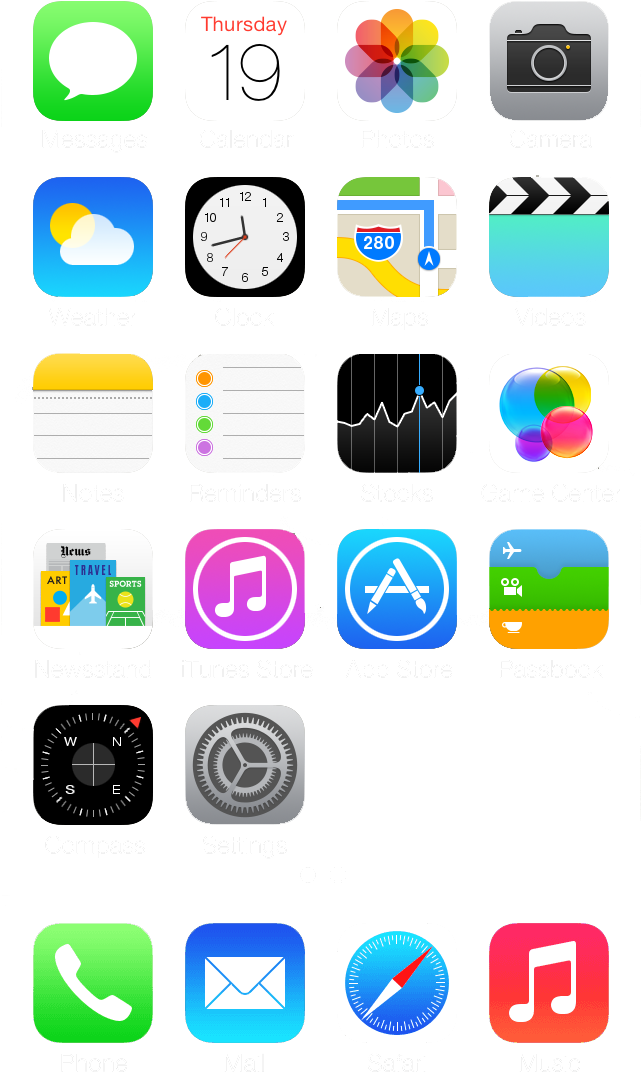 Thursday
19
Messages
Calendar
Photos
Camera
12
11
1
10
2
9
3
8
4
7
5
6
280
Weather
Clock
Maps
Videos
Notes
Reminders
Stocks
Game Center
News
TRAVEL
ART
SPORTS
Newsstand
iTunes Store
App Store
Passbook
W
N
S
E
Compass
Settings
Phone
Mail
Safari
Music